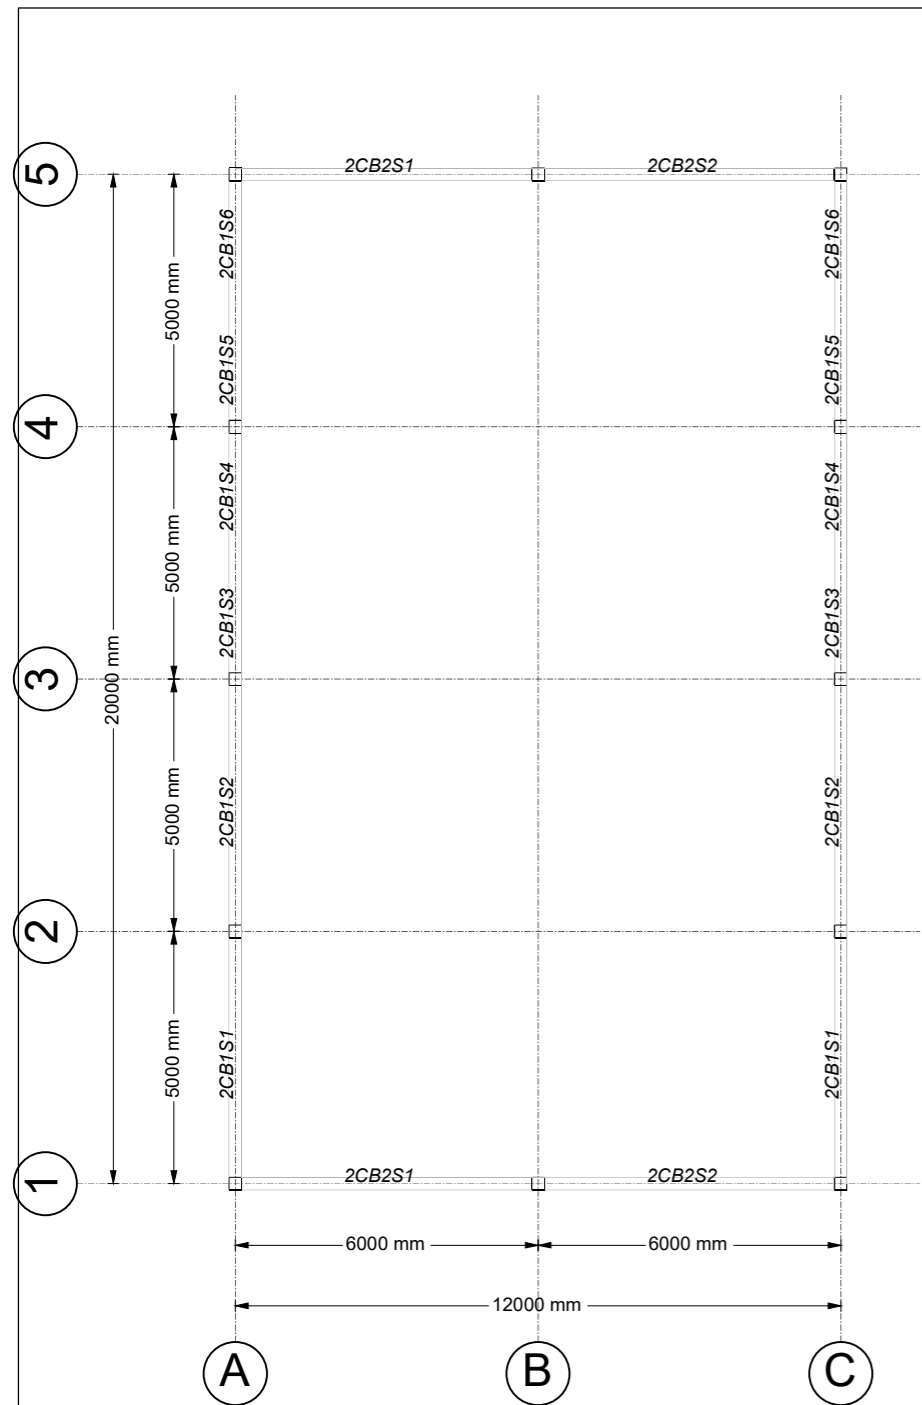 5
2CB2S1
2CB2S2
2CB1S6
2CB1S6
5000 mm
2CB1S5
2CB1S5
4
2CB1S4
2CB1S4
5000 mm
2CB1S3
2CB1S3
3
20000 mm
2CB1S2
2CB1S2
5000 mm
2
2CB1S1
2CB1S1
5000 mm
1
2CB2S1
2CB2S2
6000 mm
6000 mm
12000 mm
A
B
C